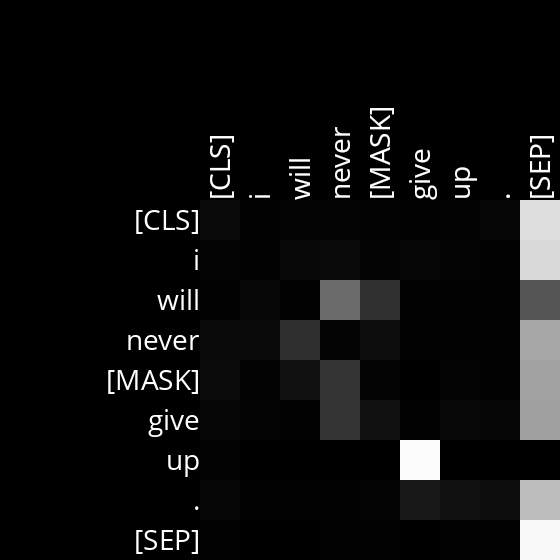 [CLS] i will never [MASK] give up . [SEP]
[CLS]
i
will
never
[MASK]
give
up
.
[SEP]